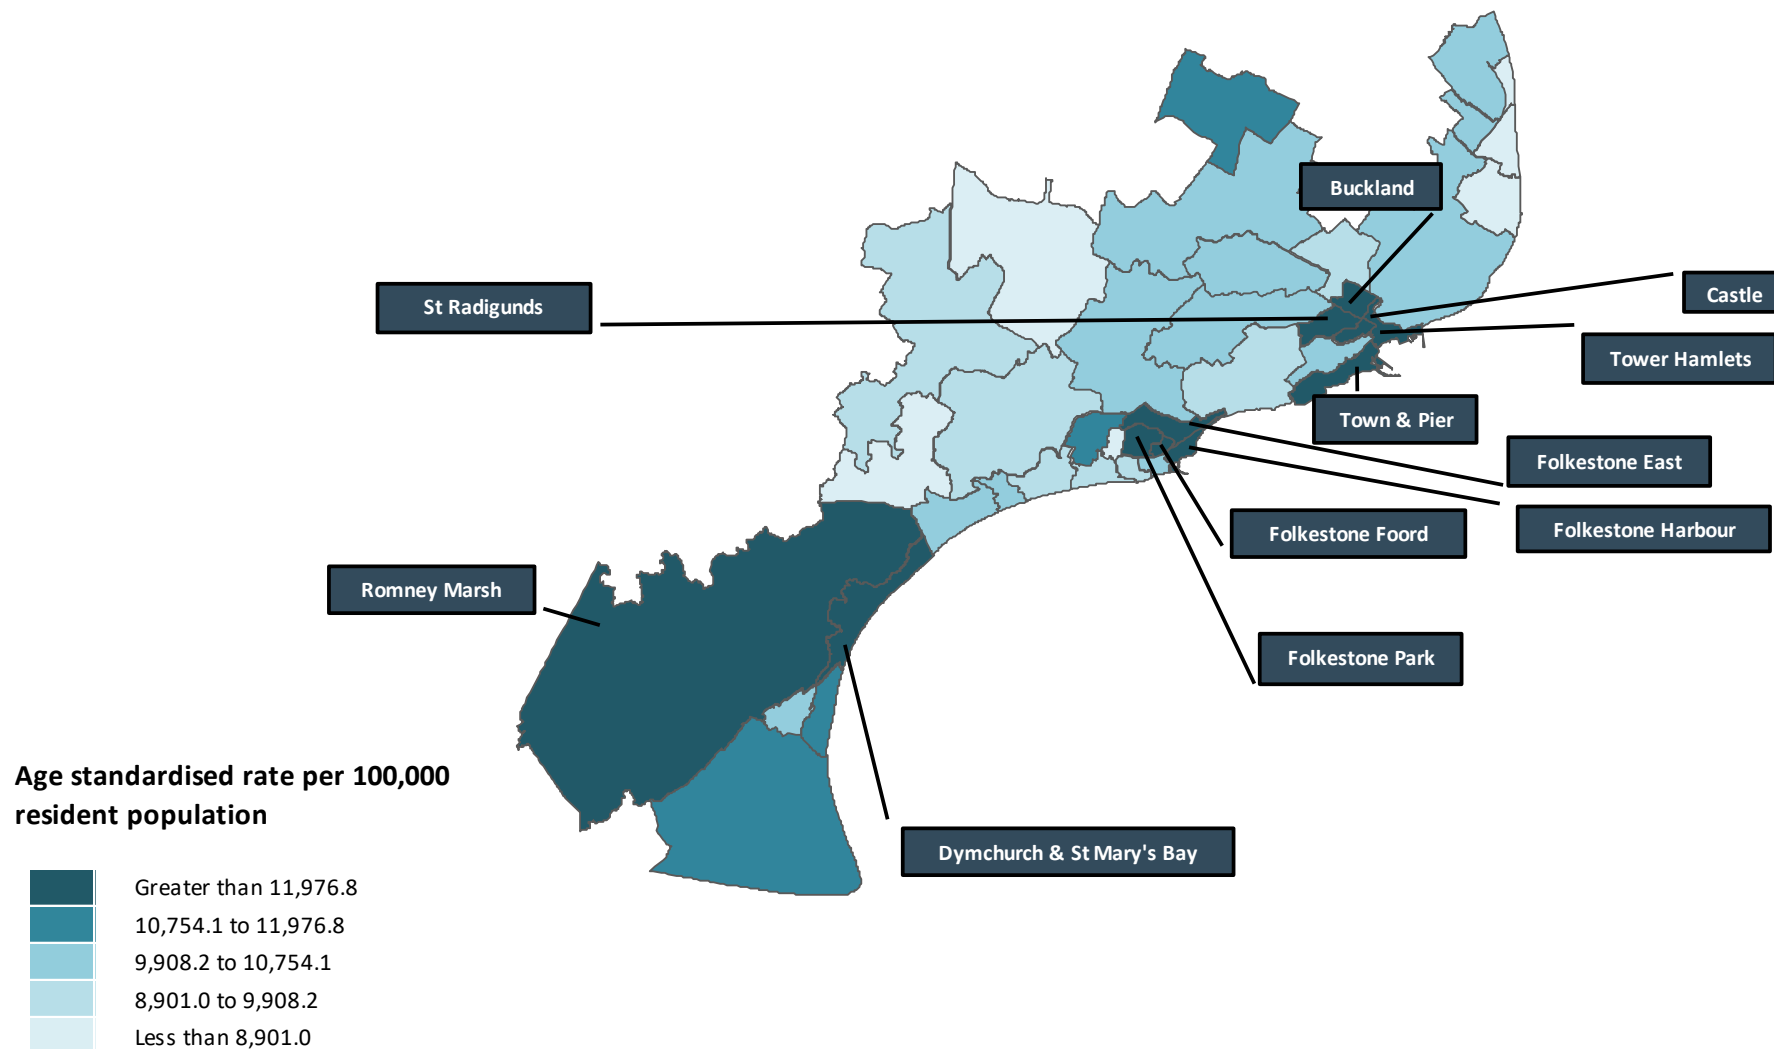 Buckland
St Radigunds
Castle
Tower Hamlets
Town & Pier
Folkestone East
Folkestone Foord
Folkestone Harbour
Romney Marsh
Folkestone Park
Age standardised rate per 100,000
resident population
Dymchurch & St Mary's Bay
Greater than 11,976.8
10,754.1 to 11,976.8
9,908.2 to 10,754.1
8,901.0 to 9,908.2
Less than 8,901.0